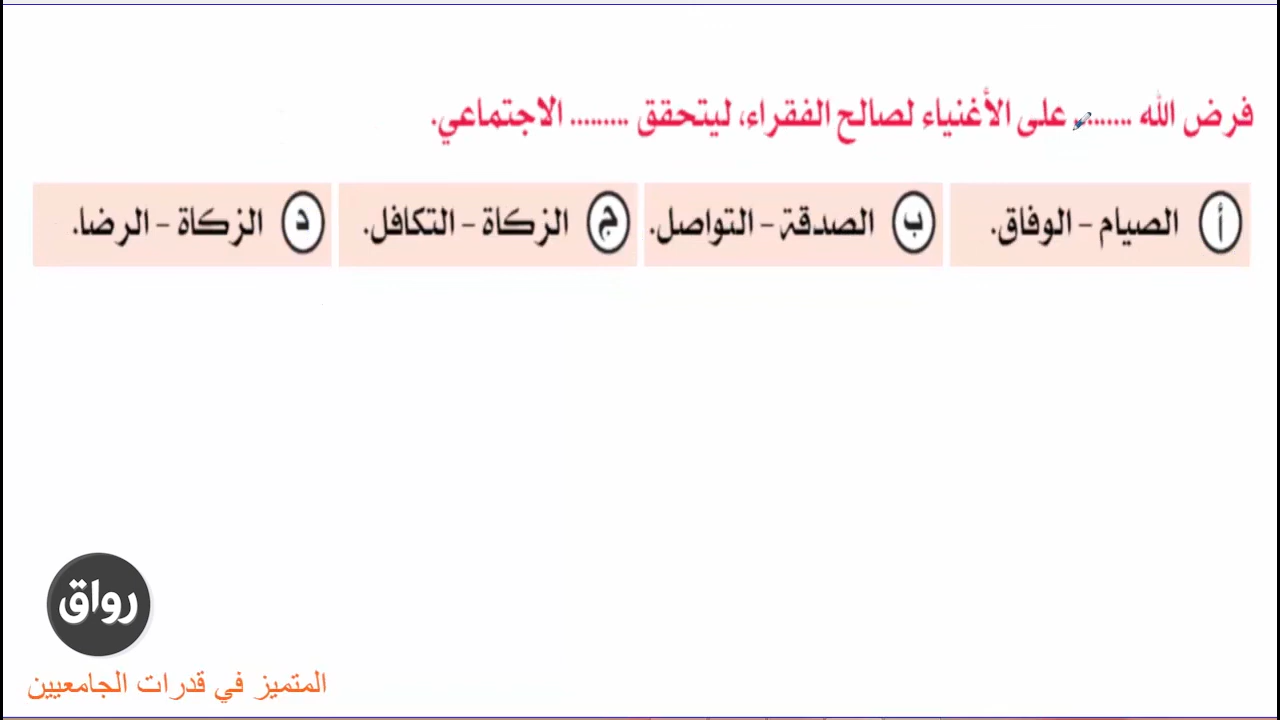 فرض الله ........ على الأغنياء لصالح الفقراء، ليتحقق ......... الاجتماعي.
أ الصيام - الوفاق.
ب الصدقة - التواصل.
ج الزكاة - التكافل.
د الزكاة - الرضا.
رواق
المتميز في قدرات الجامعيين